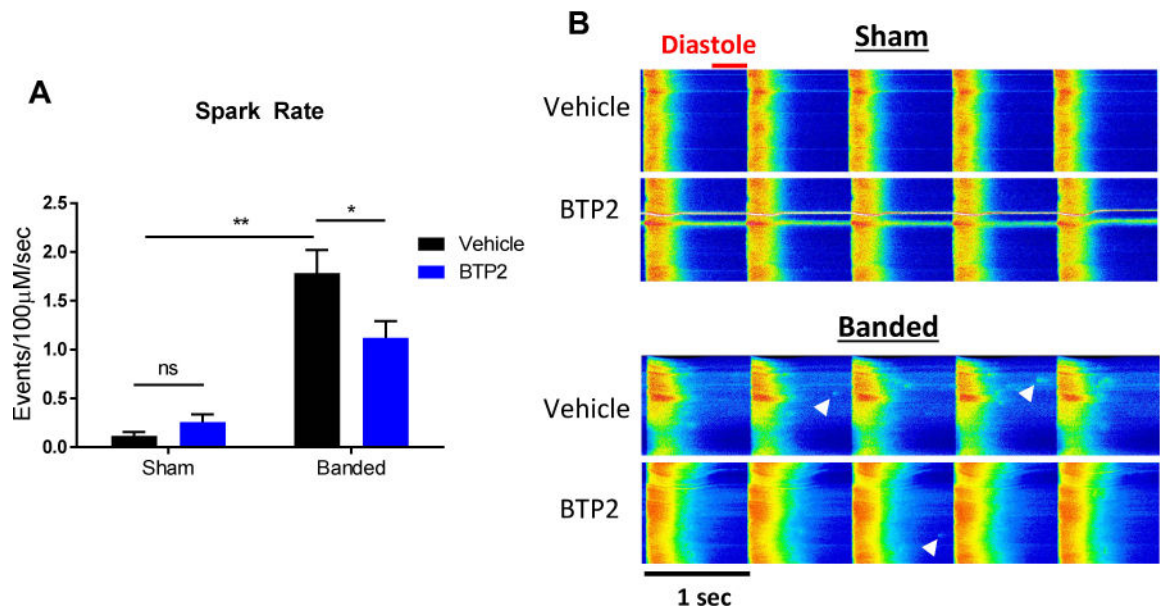 A
Spark Rate
Events/100µM/sec
2.5
2.0
1.5
1.0
0.5
0.0
**
*
ns
Vehicle
BTP2
Sham
Banded
B
Diastole
Sham
Vehicle
BTP2
Banded
Vehicle
BTP2
1 sec